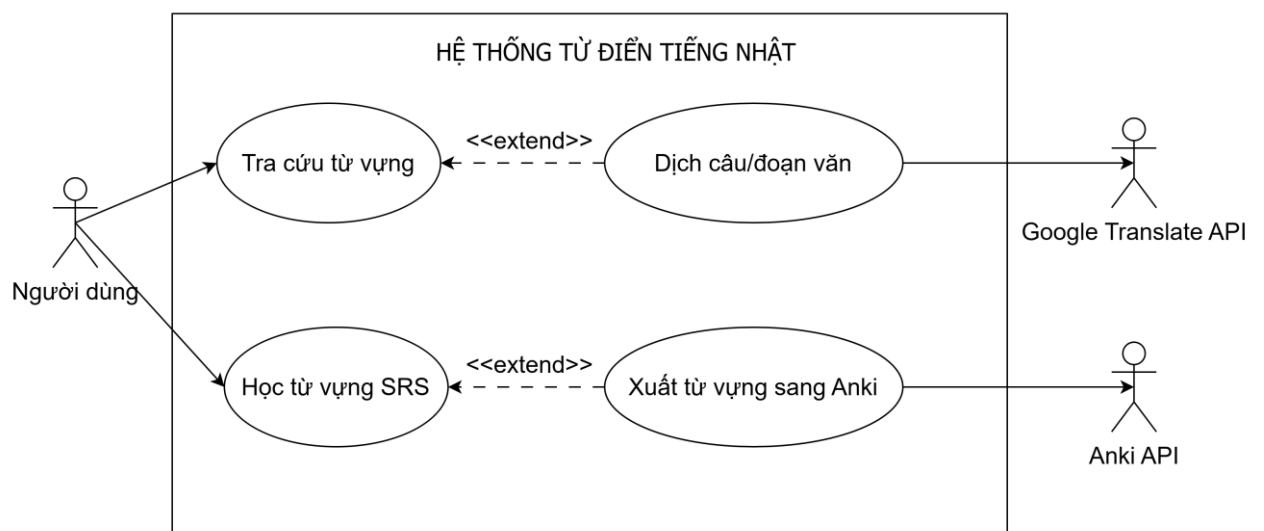 HỆ THỐNG TỪ ĐIỂN TIẾNG NHẬT
Tra cứu từ vựng
<<extend>>
Dịch câu/đoạn văn
Google Translate API
Người dùng
Học từ vựng SRS
<<extend>>
Xuất từ vựng sang Anki
Anki API